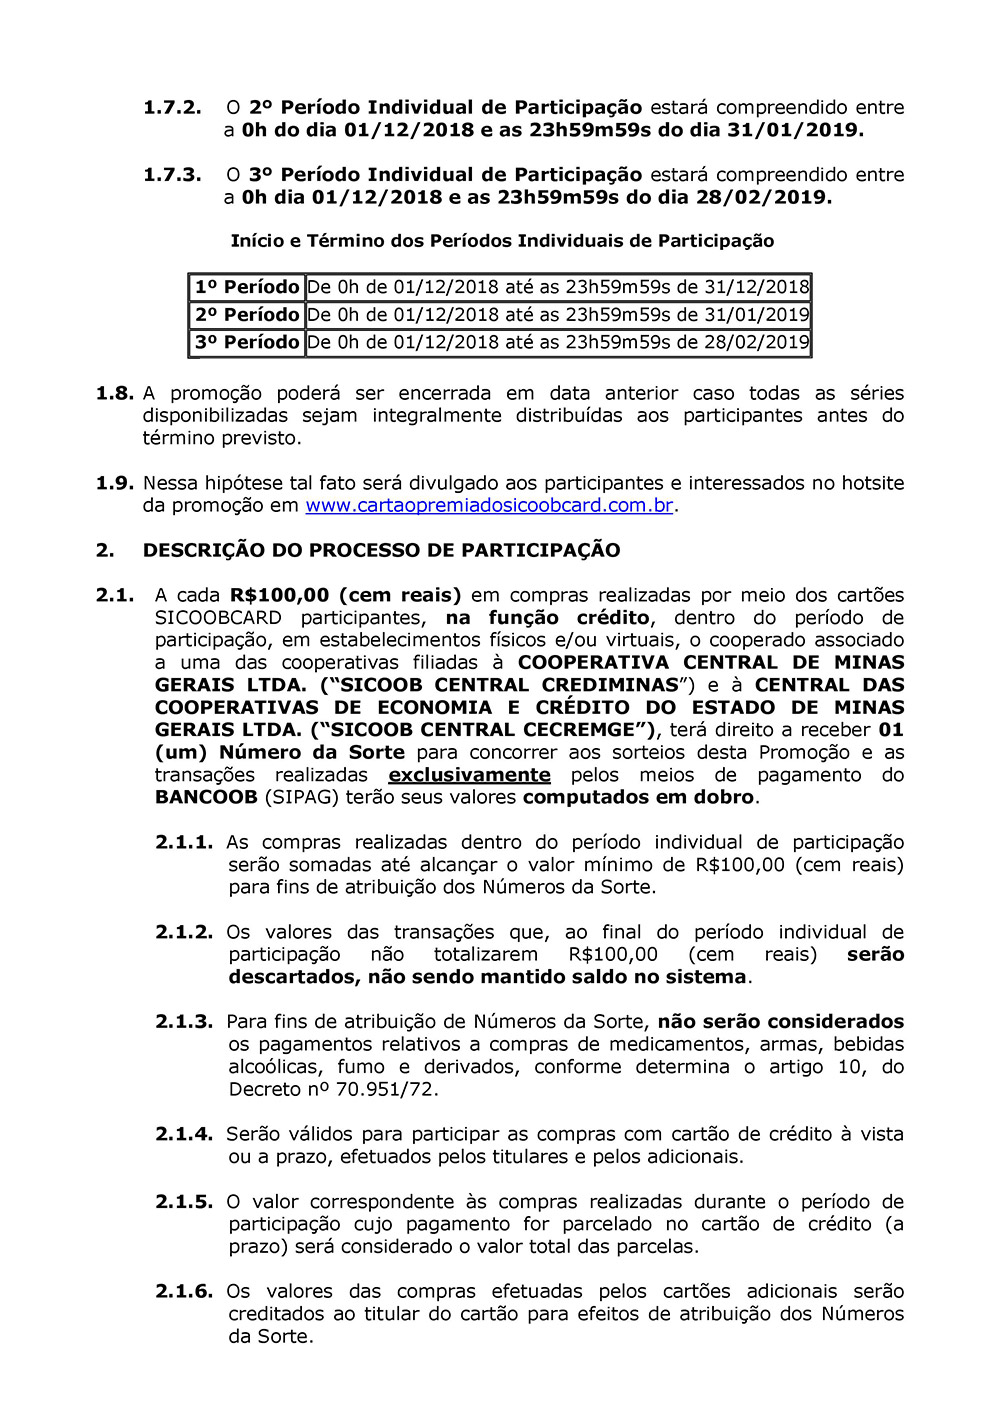 1.7.2. O 2º Período Individual de Participação estará compreendido entre
a 0h do dia 01/12/2018 e as 23h59m59s do dia 31/01/2019.
1.7.3. O 3º Período Individual de Participação estará compreendido entre
a 0h dia 01/12/2018 e as 23h59m59s do dia 28/02/2019.
Início e Término dos Períodos Individuais de Participação
1º Período De 0h de 01/12/2018 até as 23h59m59s de 31/12/2018
2º Período De 0h de 01/12/2018 até as 23h59m59s de 31/01/2019
3º Período De 0h de 01/12/2018 até as 23h59m59s de 28/02/2019
1.8. A promoção poderá ser encerrada em data anterior caso todas as séries
disponibilizadas sejam integralmente distribuídas aos participantes antes do
término previsto.
1.9. Nessa hipótese tal fato será divulgado aos participantes e interessados no hotsite
da promoção em www.cartaopremiadosicoobcard.com.br.
2. DESCRIÇÃO DO PROCESSO DE PARTICIPAÇÃO
2.1. A cada R$100,00 (cem reais) em compras realizadas por meio dos cartões
SICOOBCARD participantes, na função crédito, dentro do período de
participação, em estabelecimentos físicos e/ou virtuais, o cooperado associado
a uma das cooperativas filiadas à COOPERATIVA CENTRAL DE MINAS
GERAIS LTDA. (“SICOOB CENTRAL CREDIMINAS”) e à CENTRAL DAS
COOPERATIVAS DE ECONOMIA E CRÉDITO DO ESTADO DE MINAS
GERAIS LTDA. (“SICOOB CENTRAL CECREMGE”), terá direito a receber 01
(um) Número da Sorte para concorrer aos sorteios desta Promoção e as
transações realizadas exclusivamente pelos meios de pagamento do
BANCOOB (SIPAG) terão seus valores computados em dobro.
2.1.1. As compras realizadas dentro do período individual de participação
serão somadas até alcançar o valor mínimo de R$100,00 (cem reais)
para fins de atribuição dos Números da Sorte.
2.1.2. Os valores das transações que, ao final do período individual de
participação não totalizarem R$100,00 (cem reais) serão
descartados, não sendo mantido saldo no sistema.
2.1.3. Para fins de atribuição de Números da Sorte, não serão considerados
os pagamentos relativos a compras de medicamentos, armas, bebidas
alcoólicas, fumo e derivados, conforme determina o artigo 10, do
Decreto nº 70.951/72.
2.1.4. Serão válidos para participar as compras com cartão de crédito à vista
ou a prazo, efetuados pelos titulares e pelos adicionais.
2.1.5. O valor correspondente às compras realizadas durante o período de
participação cujo pagamento for parcelado no cartão de crédito (a
prazo) será considerado o valor total das parcelas.
2.1.6. Os valores das compras efetuadas pelos cartões adicionais serão
creditados ao titular do cartão para efeitos de atribuição dos Números
da Sorte.